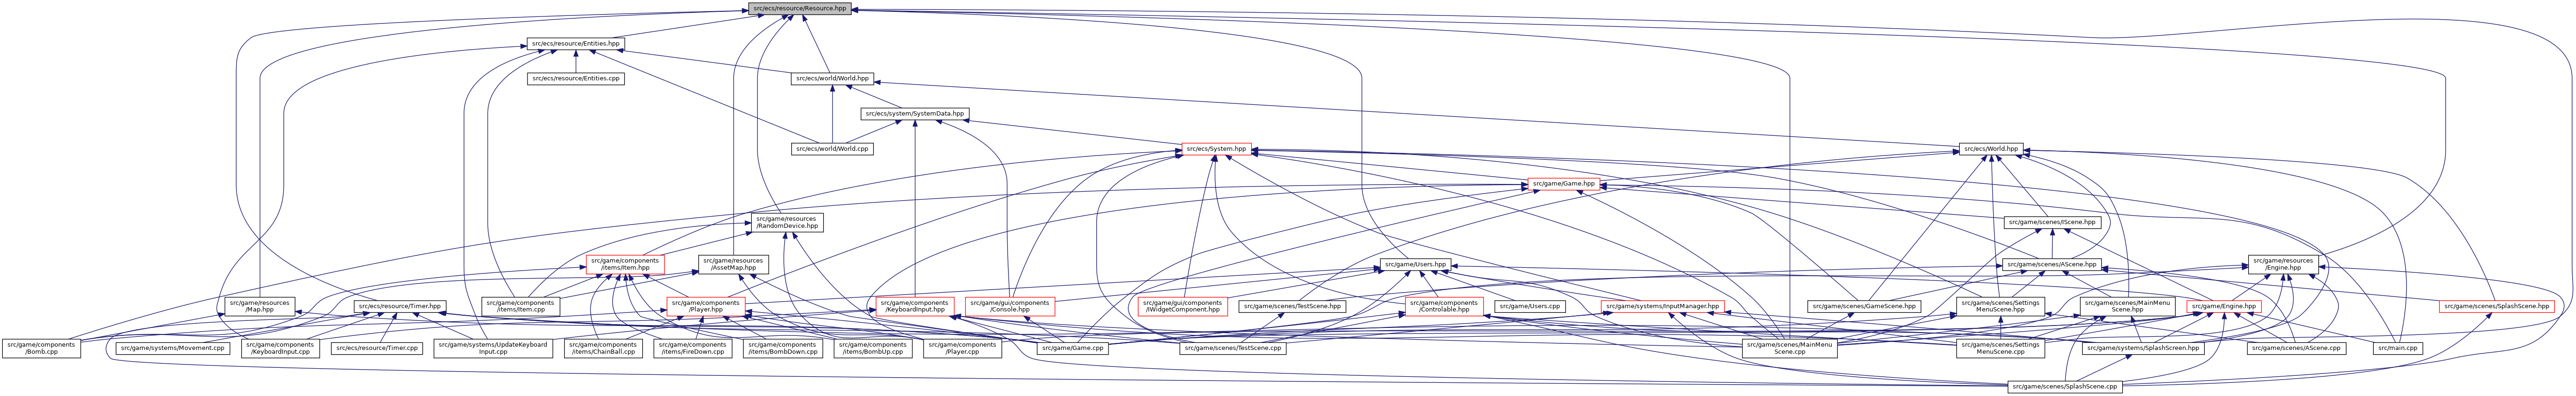 src/ecs/resource/Resource.hpp
src/ecs/resource/Entities.hpp
src/ecs/resource/Entities.cpp
src/ecs/world/World.hpp
src/ecs/system/SystemData.hpp
src/ecs/world/World.cpp
src/ecs/System.hpp
src/ecs/World.hpp
src/game/Game.hpp
src/game/resources
/RandomDevice.hpp
src/game/scenes/IScene.hpp
src/game/components
/items/Item.hpp
src/game/resources
/AssetMap.hpp
src/game/Users.hpp
src/game/scenes/AScene.hpp
src/game/resources
/Engine.hpp
src/game/resources
/Map.hpp
src/ecs/resource/Timer.hpp
src/game/components
/items/Item.cpp
src/game/components
/Player.hpp
src/game/components
/KeyboardInput.hpp
src/game/gui/components
/Console.hpp
src/game/gui/components
/IWidgetComponent.hpp
src/game/scenes/TestScene.hpp
src/game/components
/Controlable.hpp
src/game/Users.cpp
src/game/systems/InputManager.hpp
src/game/scenes/GameScene.hpp
src/game/scenes/Settings
MenuScene.hpp
src/game/scenes/MainMenu
Scene.hpp
src/game/Engine.hpp
src/game/scenes/SplashScene.hpp
src/game/components
/Bomb.cpp
src/game/systems/Movement.cpp
src/game/components
/KeyboardInput.cpp
src/ecs/resource/Timer.cpp
src/game/systems/UpdateKeyboard
Input.cpp
src/game/components
/items/ChainBall.cpp
src/game/components
/items/FireDown.cpp
src/game/components
/items/BombDown.cpp
src/game/components
/items/BombUp.cpp
src/game/components
/Player.cpp
src/game/Game.cpp
src/game/scenes/TestScene.cpp
src/game/scenes/MainMenu
Scene.cpp
src/game/scenes/Settings
MenuScene.cpp
src/game/systems/SplashScreen.hpp
src/game/scenes/AScene.cpp
src/main.cpp
src/game/scenes/SplashScene.cpp